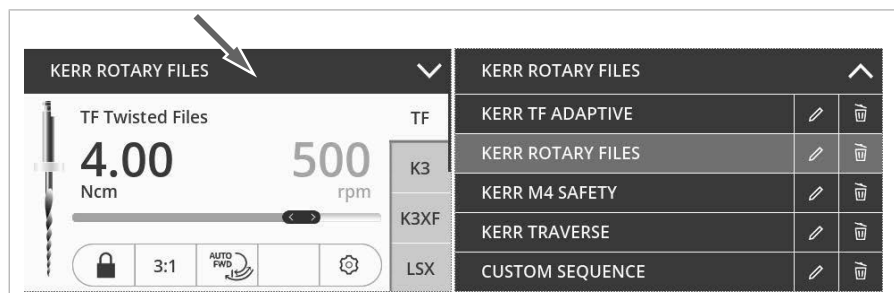 KERR ROTARY FILES
TF Twisted Files
4.00
Ncm
500
rpm
3:1
AUTO
FWD
TF
K3
K3XF
LSX
KERR ROTARY FILES
KERR TF ADAPTIVE
KERR ROTARY FILES
KERR M4 SAFETY
KERR TRAVERSE
CUSTOM SEQUENCE